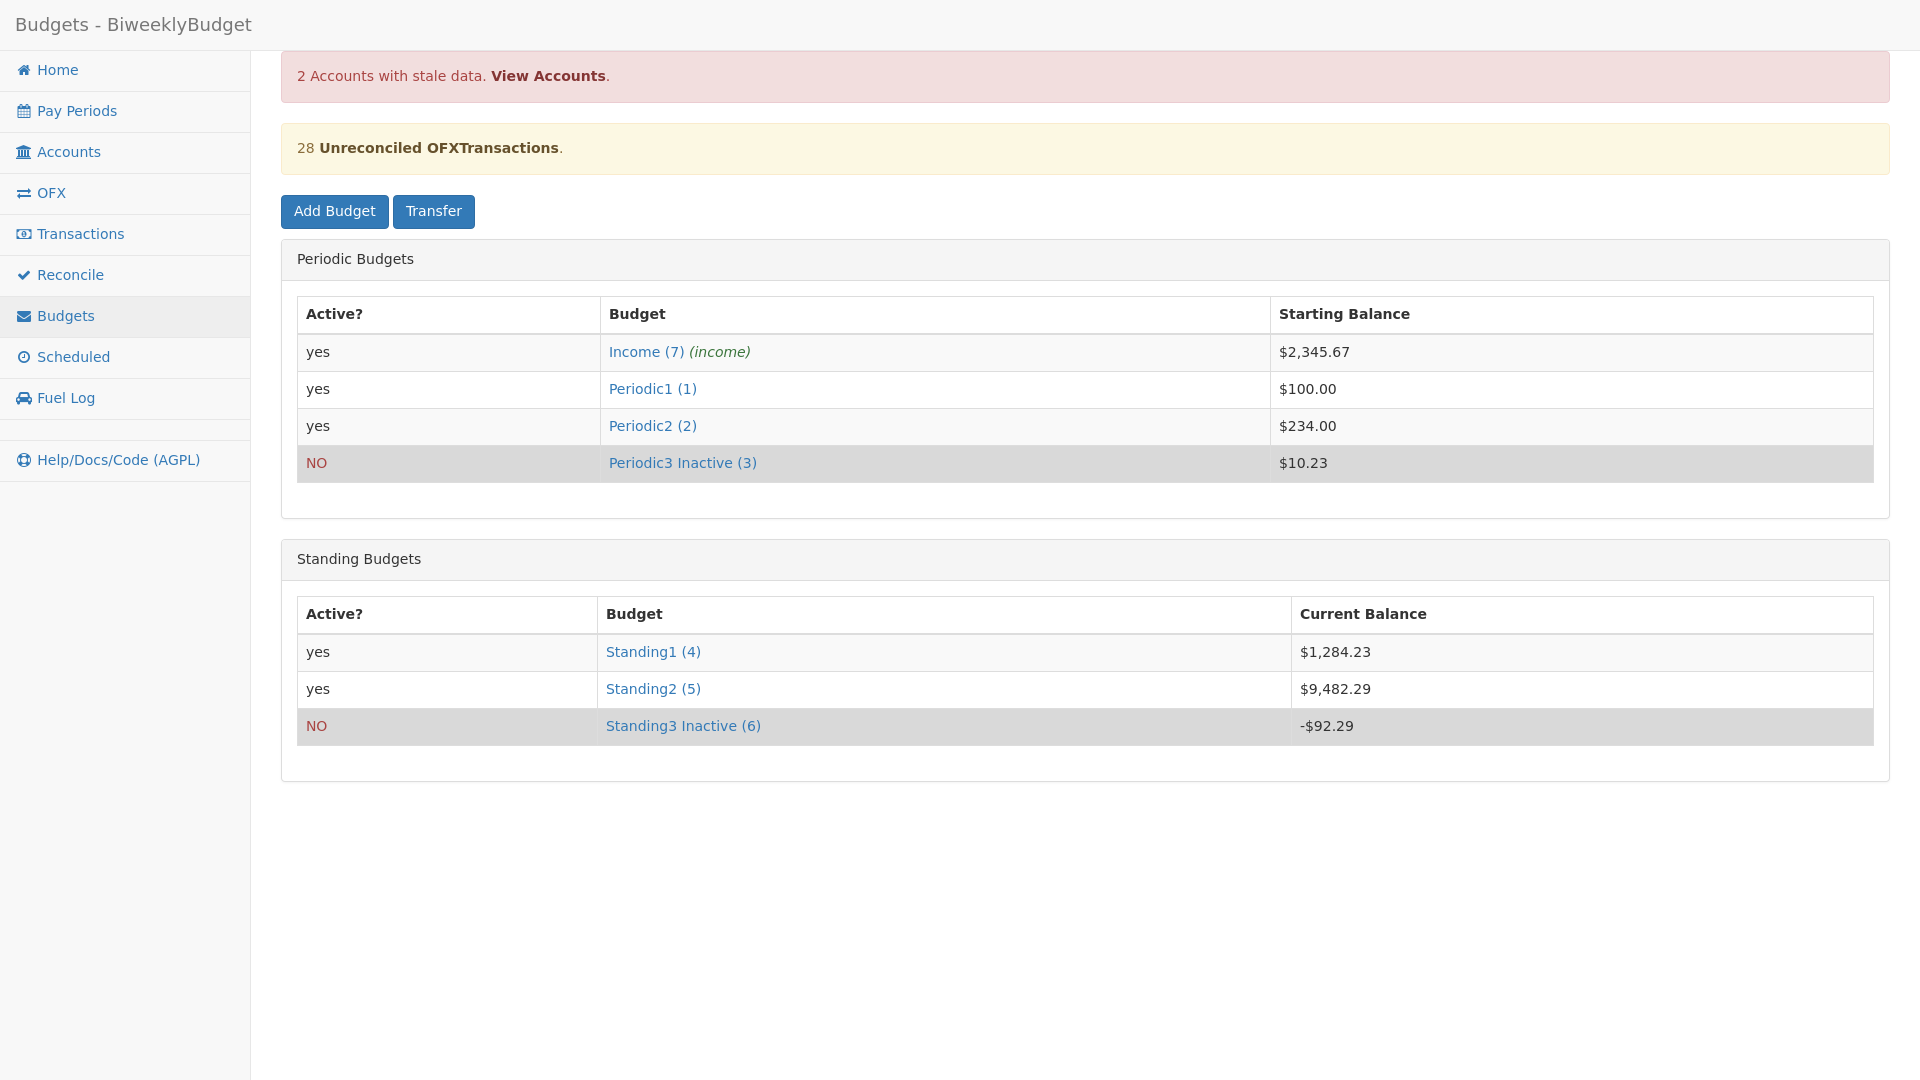 Budgets - BiweeklyBudget
Home
Pay Periods
Accounts
OFX
Transactions
Reconcile
Budgets
Scheduled
Fuel Log
Help/Docs/Code (AGPL)
2 Accounts with stale data. View Accounts.
28 Unreconciled OFXTransactions.
Add Budget Transfer
Periodic Budgets
Active? Budget Starting Balance
yes Income (7) (income) $2,345.67
yes Periodic1 (1) $100.00
yes Periodic2 (2) $234.00
NO Periodic3 Inactive (3) $10.23
Standing Budgets
Active? Budget Current Balance
yes Standing1 (4) $1,284.23
yes Standing2 (5) $9,482.29
NO Standing3 Inactive (6) -$92.29